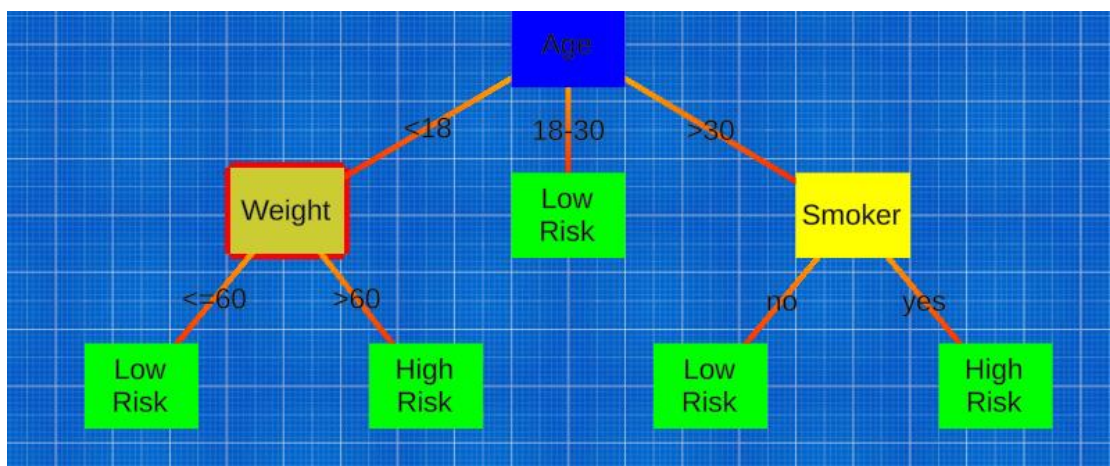 Age
<18
18-30
>30
Weight
Low
Risk
Smoker
<=60
>60
no
yes
Low
Risk
High
Risk
Low
Risk
High
Risk